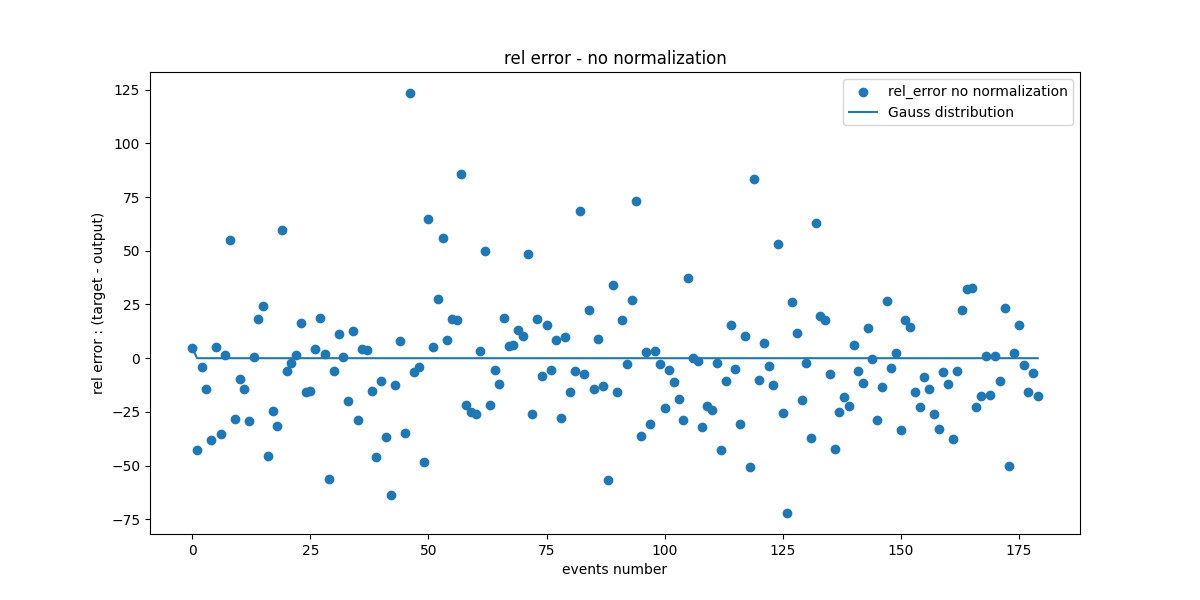 rel error - no normalization
rel_error no normalization
Gauss distribution
rel error : (target - output)
125
100
75
50
25
0
−25
−50
−75
0 25 50 75 100 125 150 175
events number